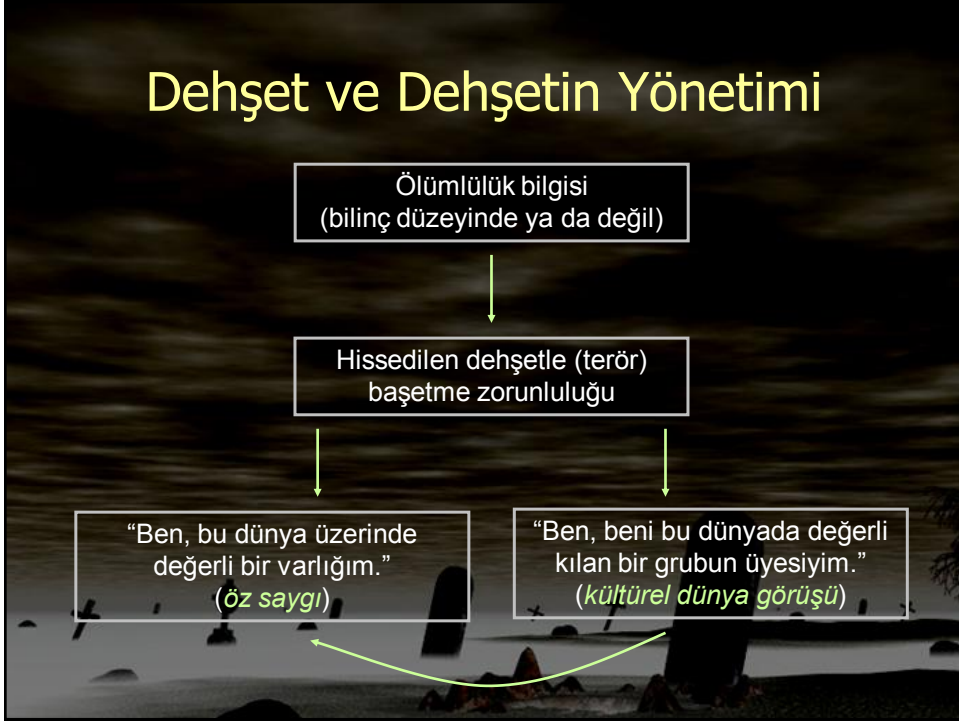 Dehşet ve Dehşetin Yönetimi
Ölümlülük bilgisi
(bilinç düzeyinde ya da değil)
Hissedilen dehşetle (terör)
başetme zorunluluğu
“Ben, bu dünya üzerinde
değerli bir varlığım.”
(öz saygı)
“Ben, beni bu dünyada değerli
kılan bir grubun üyesiyim.”
(kültürel dünya görüşü)